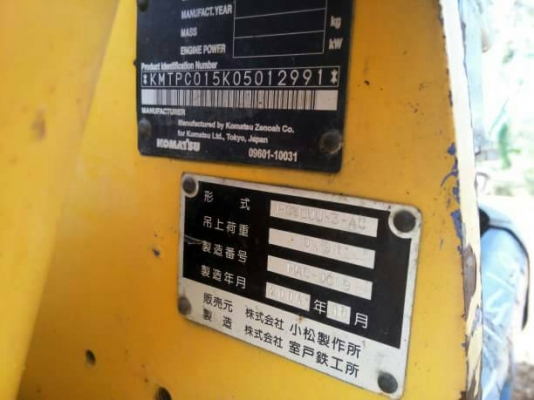 MANUFACT. YEAR
MASS kg
ENGINE POWER kW
Product Identification Number
*KMTPC015K05012991*
MANUFACTURER
Manufactured by Komatsu Zenoah Co.
for Komatsu Ltd., Tokyo, Japan
KOMATSU 09601-10031
形 式
吊上荷重
製造番号
製造年月 年 月
販売元 株式会社 小松製作所
製 造 株式会社 室戸鉄工所